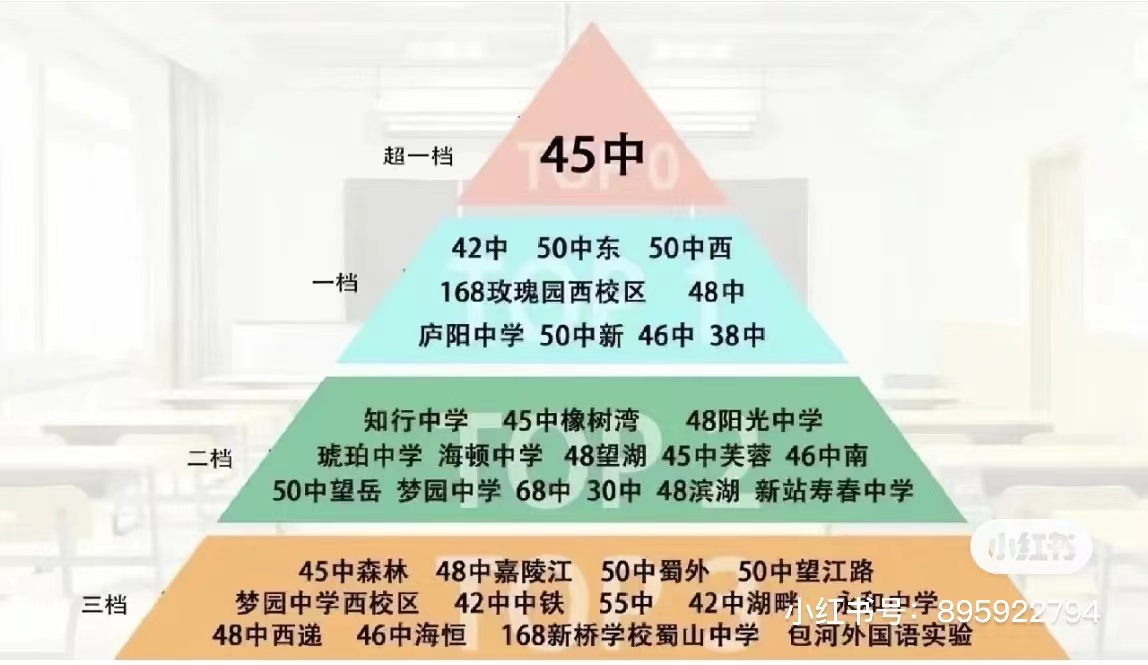 超一档
TOP 0
45中
一档
TOP 1
42中 50中东 50中西
168玫瑰园西校区 48中
庐阳中学 50中新 46中 38中
二档
TOP 2
知行中学 45中橡树湾 48阳光中学
琥珀中学 海顿中学 48望湖 45中芙蓉 46中南
50中望岳 梦园中学 68中 30中 48滨湖 新站寿春中学
三档
TOP 3
45中森林 48中嘉陵江 50中蜀外 50中望江路
梦园中学西校区 42中中铁 55中 42中湖畔 永和中学
48中西递 46中海恒 168新桥学校蜀山中学 包河外国语实验
小红书
小红书号：895922794